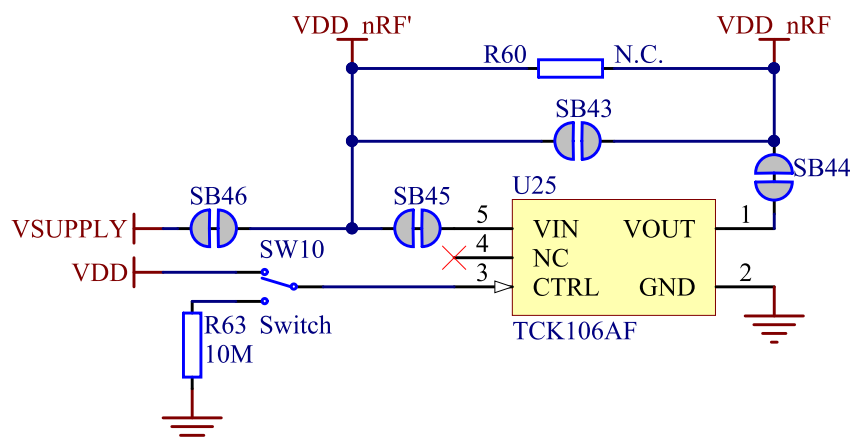 VDD_nRF'
VDD_nRF
R60
N.C.
SB43
SB44
SB46
SB45
U25
VSUPPLY
5
VIN
VOUT
1
SW10
4
NC
VDD
3
CTRL
GND
2
R63
10M
Switch
TCK106AF